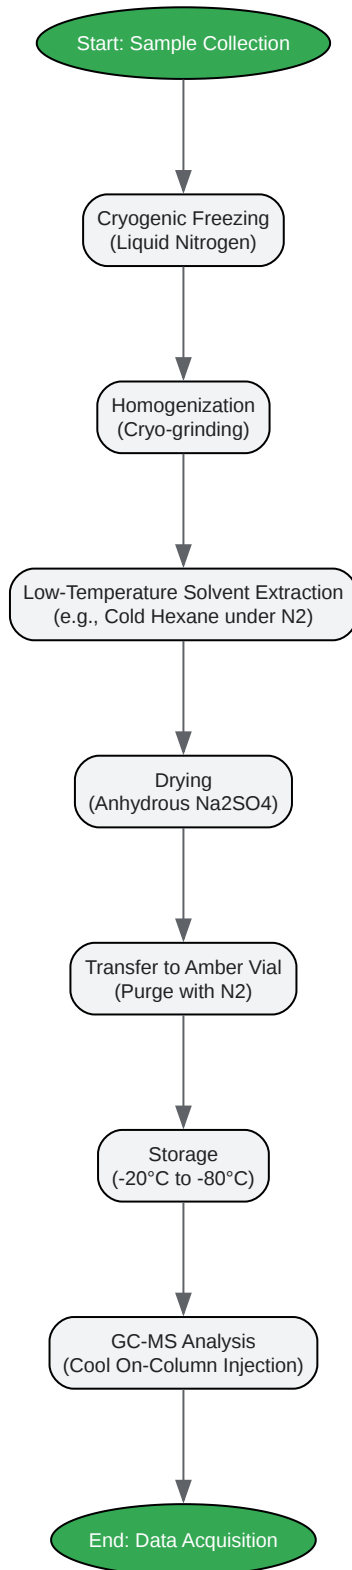 Start: Sample Collection
Cryogenic Freezing
(Liquid Nitrogen)
Homogenization
(Cryo-grinding)
Low-Temperature Solvent Extraction
(e.g., Cold Hexane under N2)
Drying
(Anhydrous Na2SO4)
Transfer to Amber Vial
(Purge with N2)
Storage
(-20°C to -80°C)
GC-MS Analysis
(Cool On-Column Injection)
End: Data Acquisition